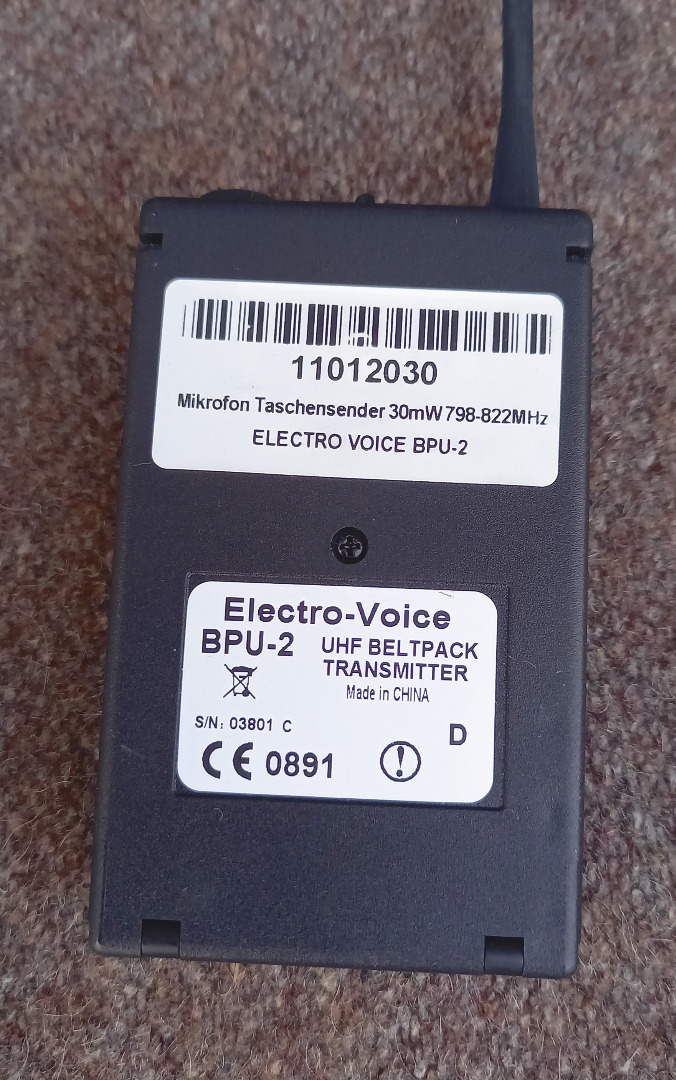 11012030
Mikrofon Taschensender 30mW 798-822MHz
ELECTRO VOICE BPU-2
Electro-Voice
BPU-2 UHF BELTPACK
TRANSMITTER
Made in CHINA
S/N: 03801 C
D
CE 0891